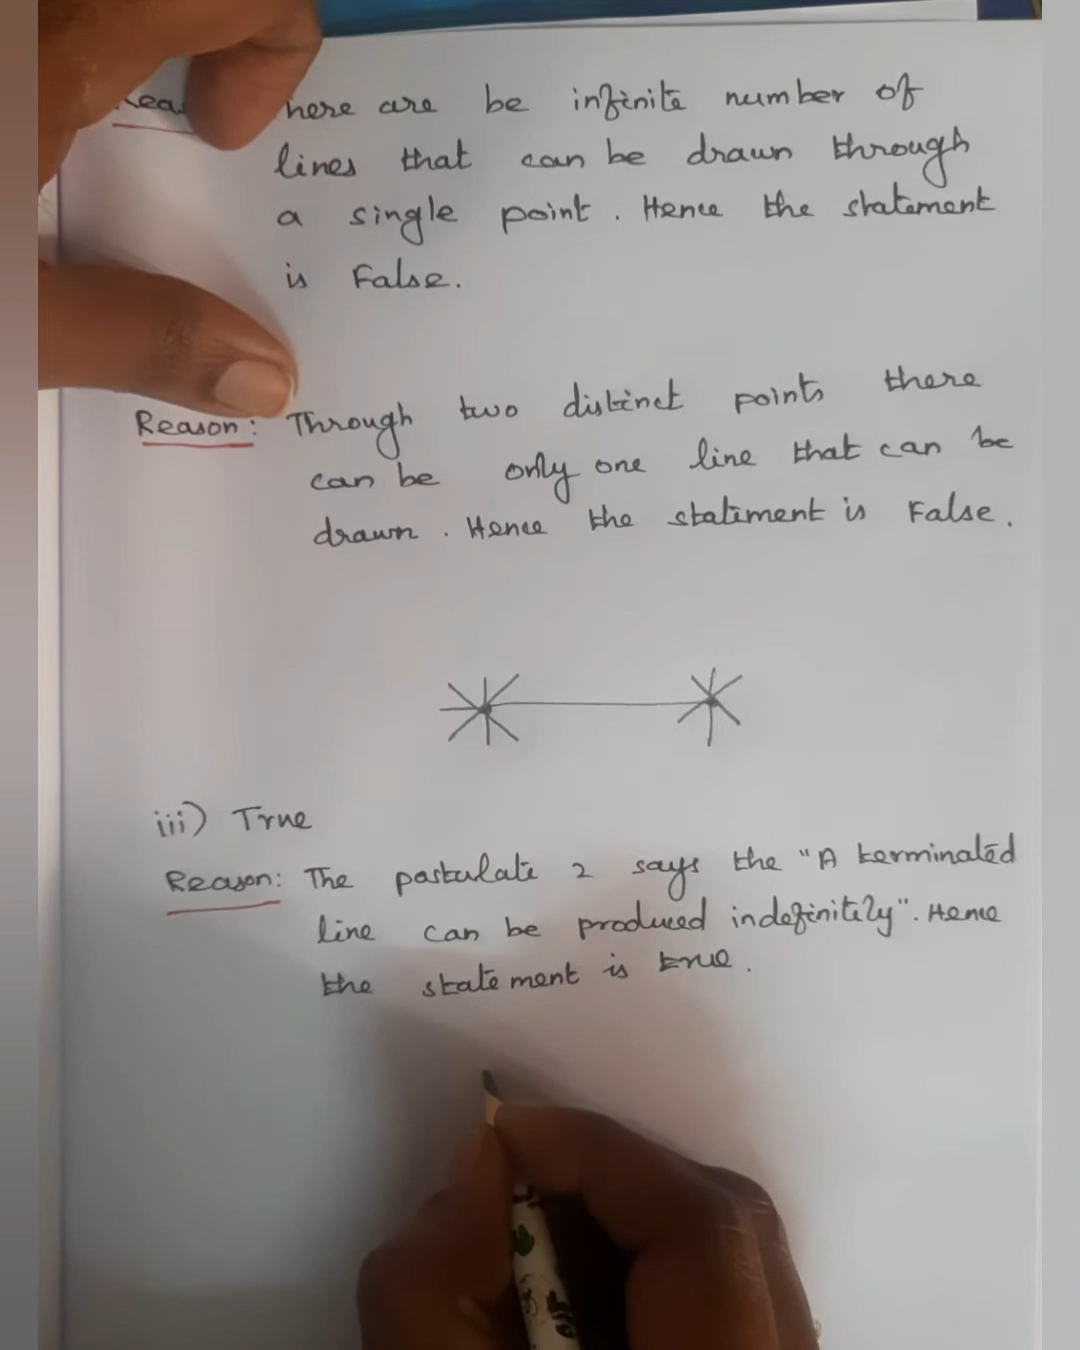 here are be infinite number of
lines that can be drawn through
a single point. Hence the statement
is False.
Reason: Through two distinct points there
can be only one line that can be
drawn. Hence the statement is False.
iii) True
Reason: The postulate 2 says the "A terminated
line can be produced indefinitely". Hence
the statement is true.